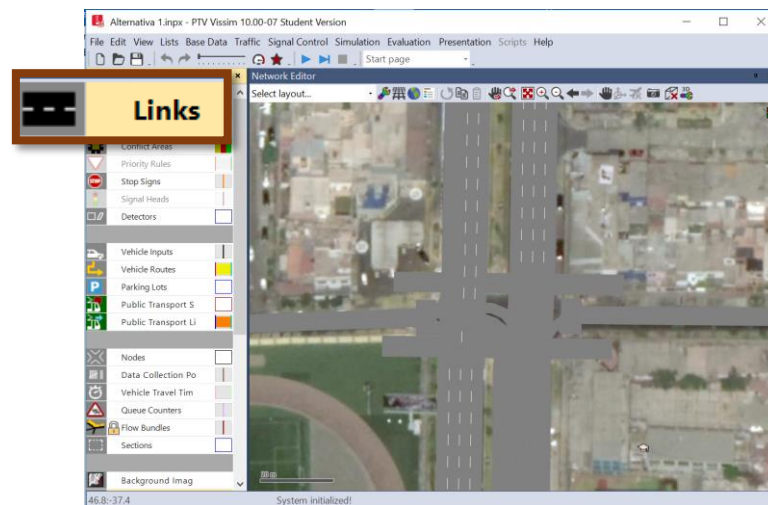 Alternativa 1.inpx - PTV Vissim 10.00-07 Student Version
File Edit View Lists Base Data Traffic Signal Control Simulation Evaluation Presentation Scripts Help
Start page
Network Editor
Select layout...
Links
Conflict Areas
Priority Rules
Stop Signs
STOP
Signal Heads
Detectors
Vehicle Inputs
Vehicle Routes
P
Parking Lots
Public Transport S
Public Transport Li
Nodes
Data Collection Po
Vehicle Travel Tim
Queue Counters
Flow Bundles
Sections
Background Imag
20 m
46.8:-37.4
System initialized!